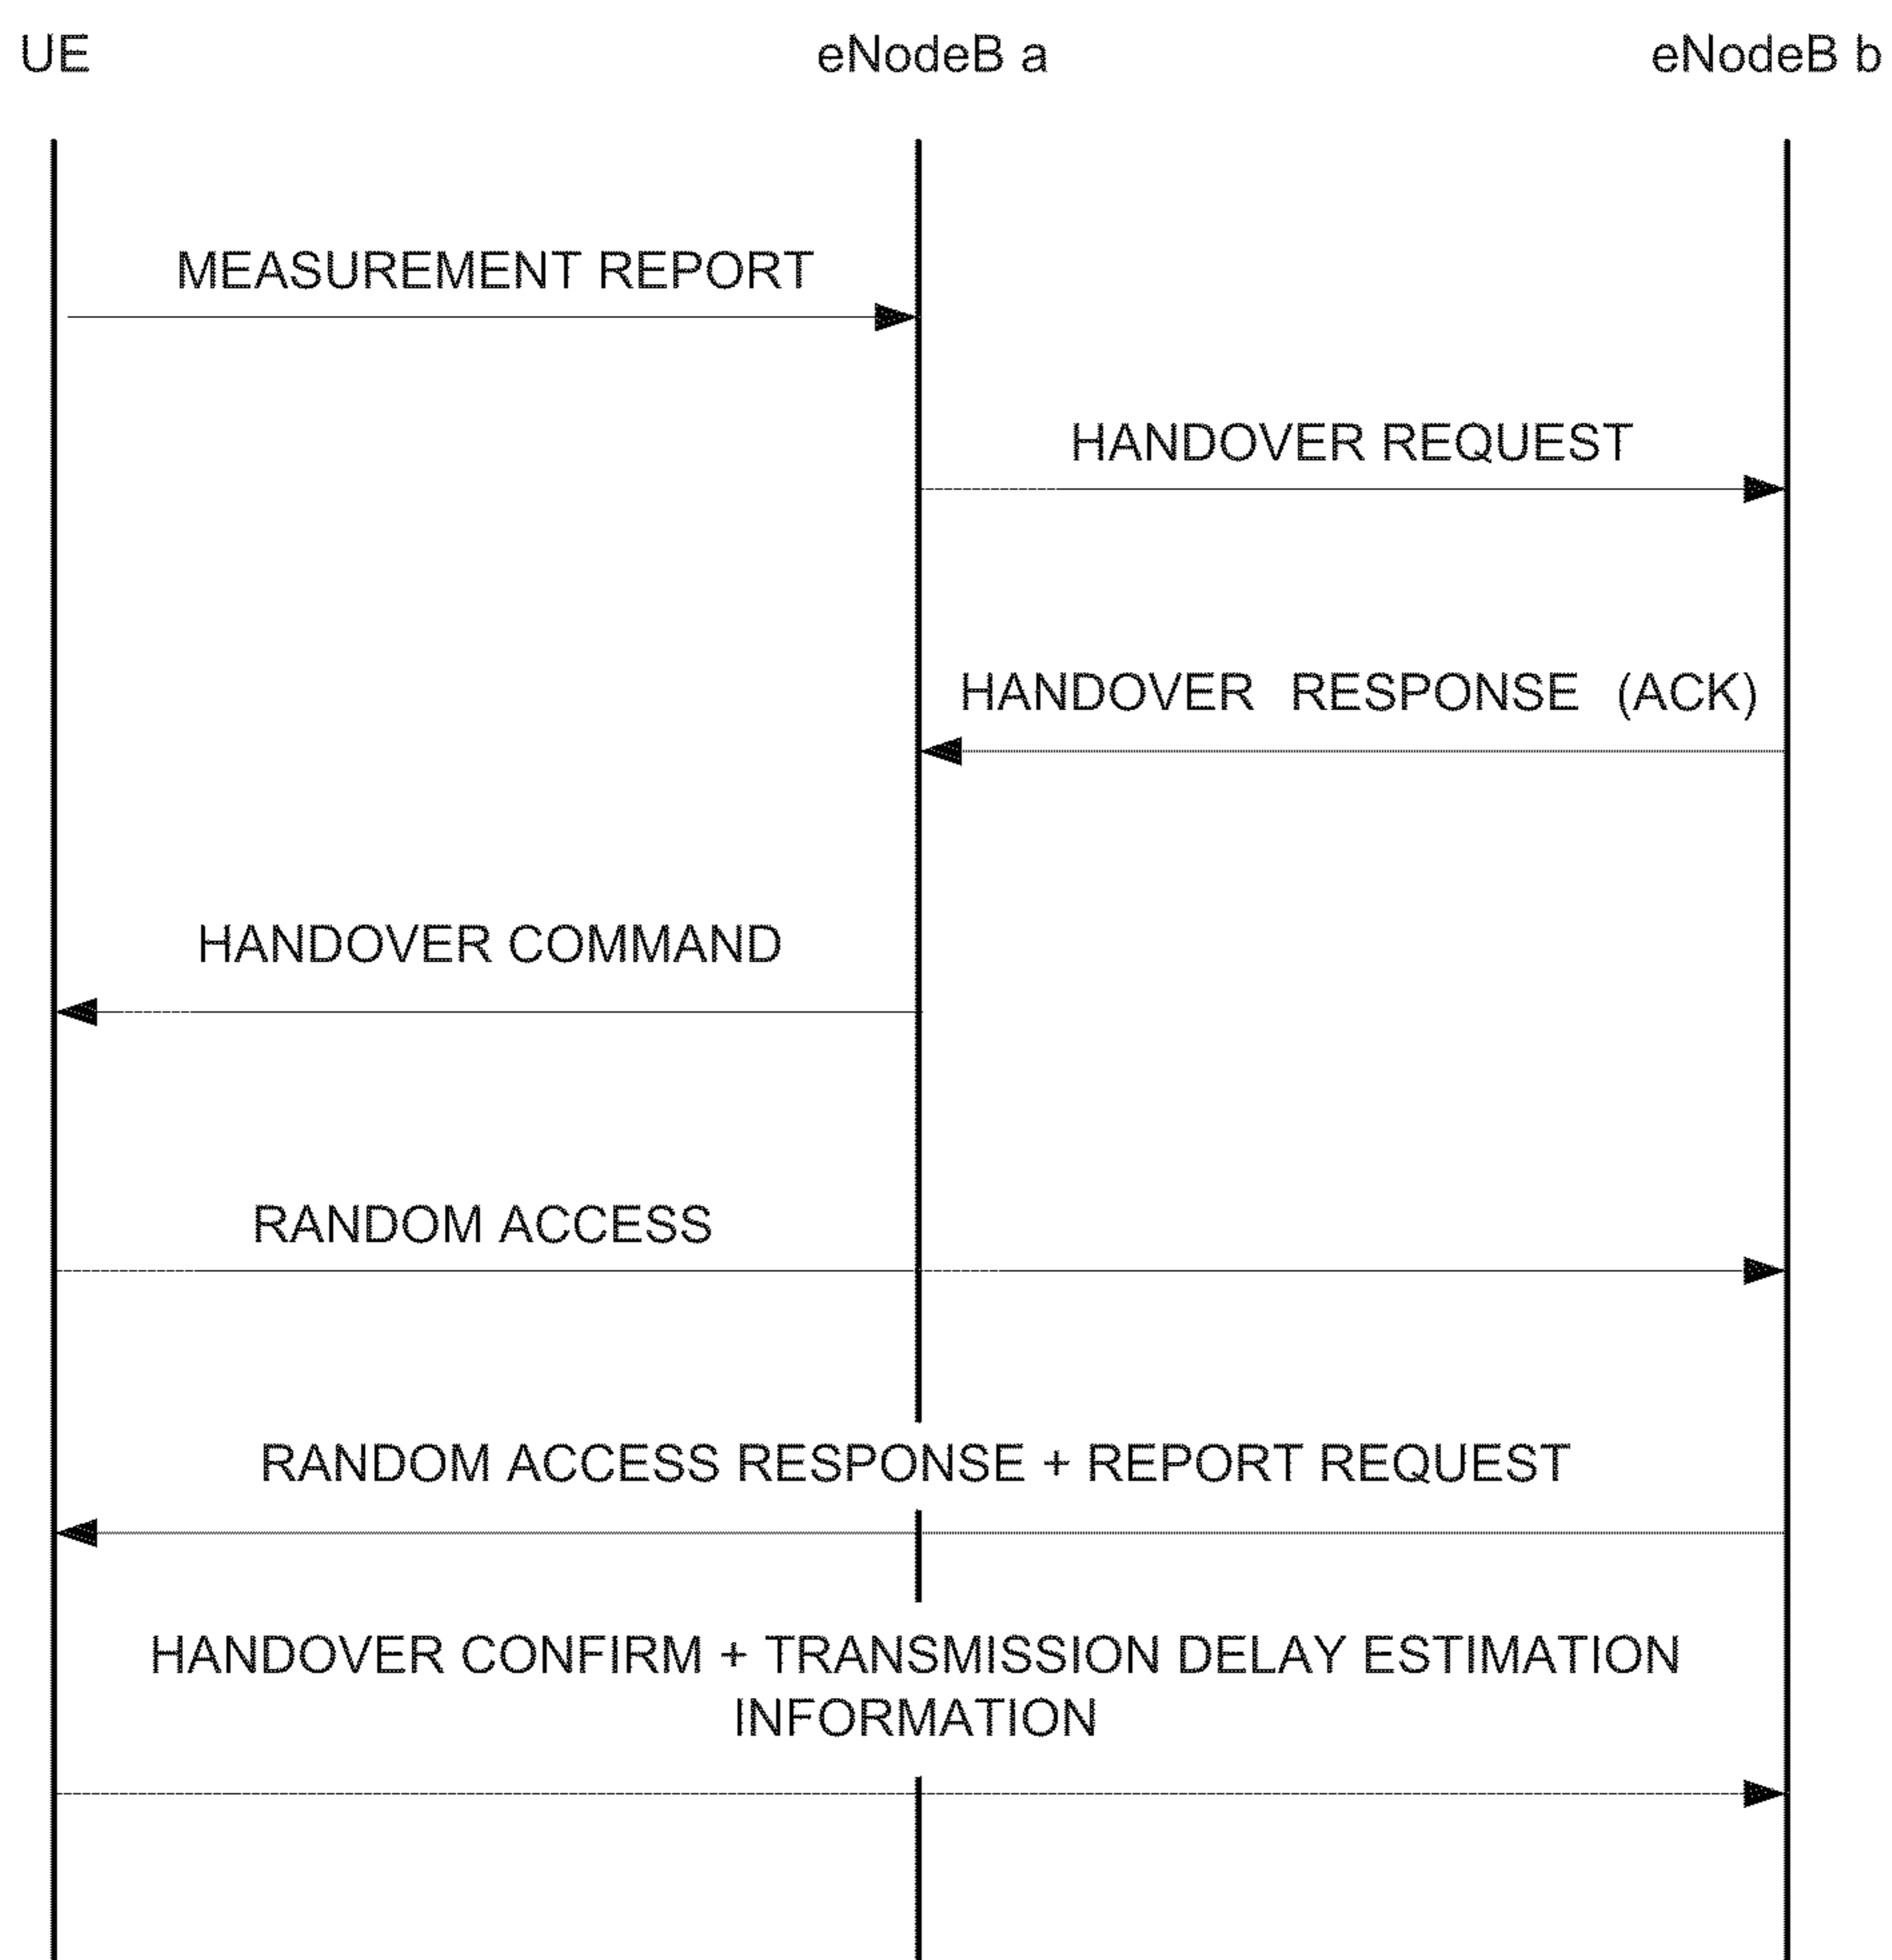 UE
eNodeB a
eNodeB b
MEASUREMENT REPORT
HANDOVER REQUEST
HANDOVER RESPONSE (ACK)
HANDOVER COMMAND
RANDOM ACCESS
RANDOM ACCESS RESPONSE + REPORT REQUEST
HANDOVER CONFIRM + TRANSMISSION DELAY ESTIMATION
INFORMATION